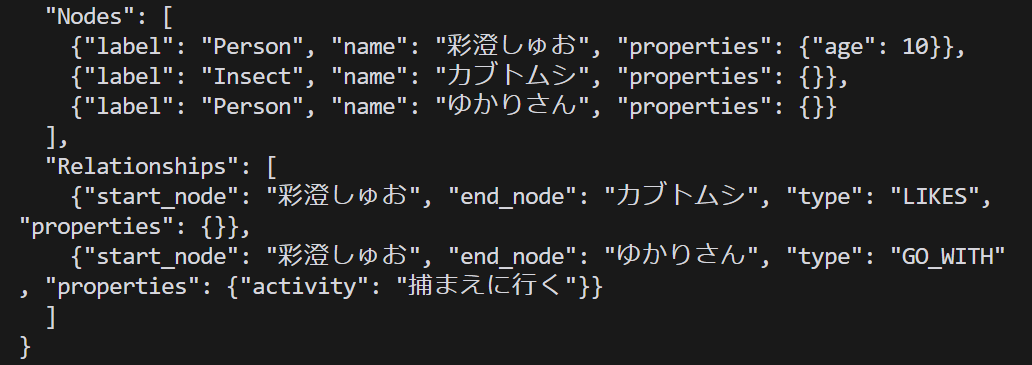 "Nodes": [
{"label": "Person", "name": "彩澄しゅお", "properties": {"age": 10}},
{"label": "Insect", "name": "カブトムシ", "properties": {}},
{"label": "Person", "name": "ゆかりさん", "properties": {}}
],
"Relationships": [
{"start_node": "彩澄しゅお", "end_node": "カブトムシ", "type": "LIKES",
"properties": {}},
{"start_node": "彩澄しゅお", "end_node": "ゆかりさん", "type": "GO_WITH"
, "properties": {"activity": "捕まえに行く"}}
]
}